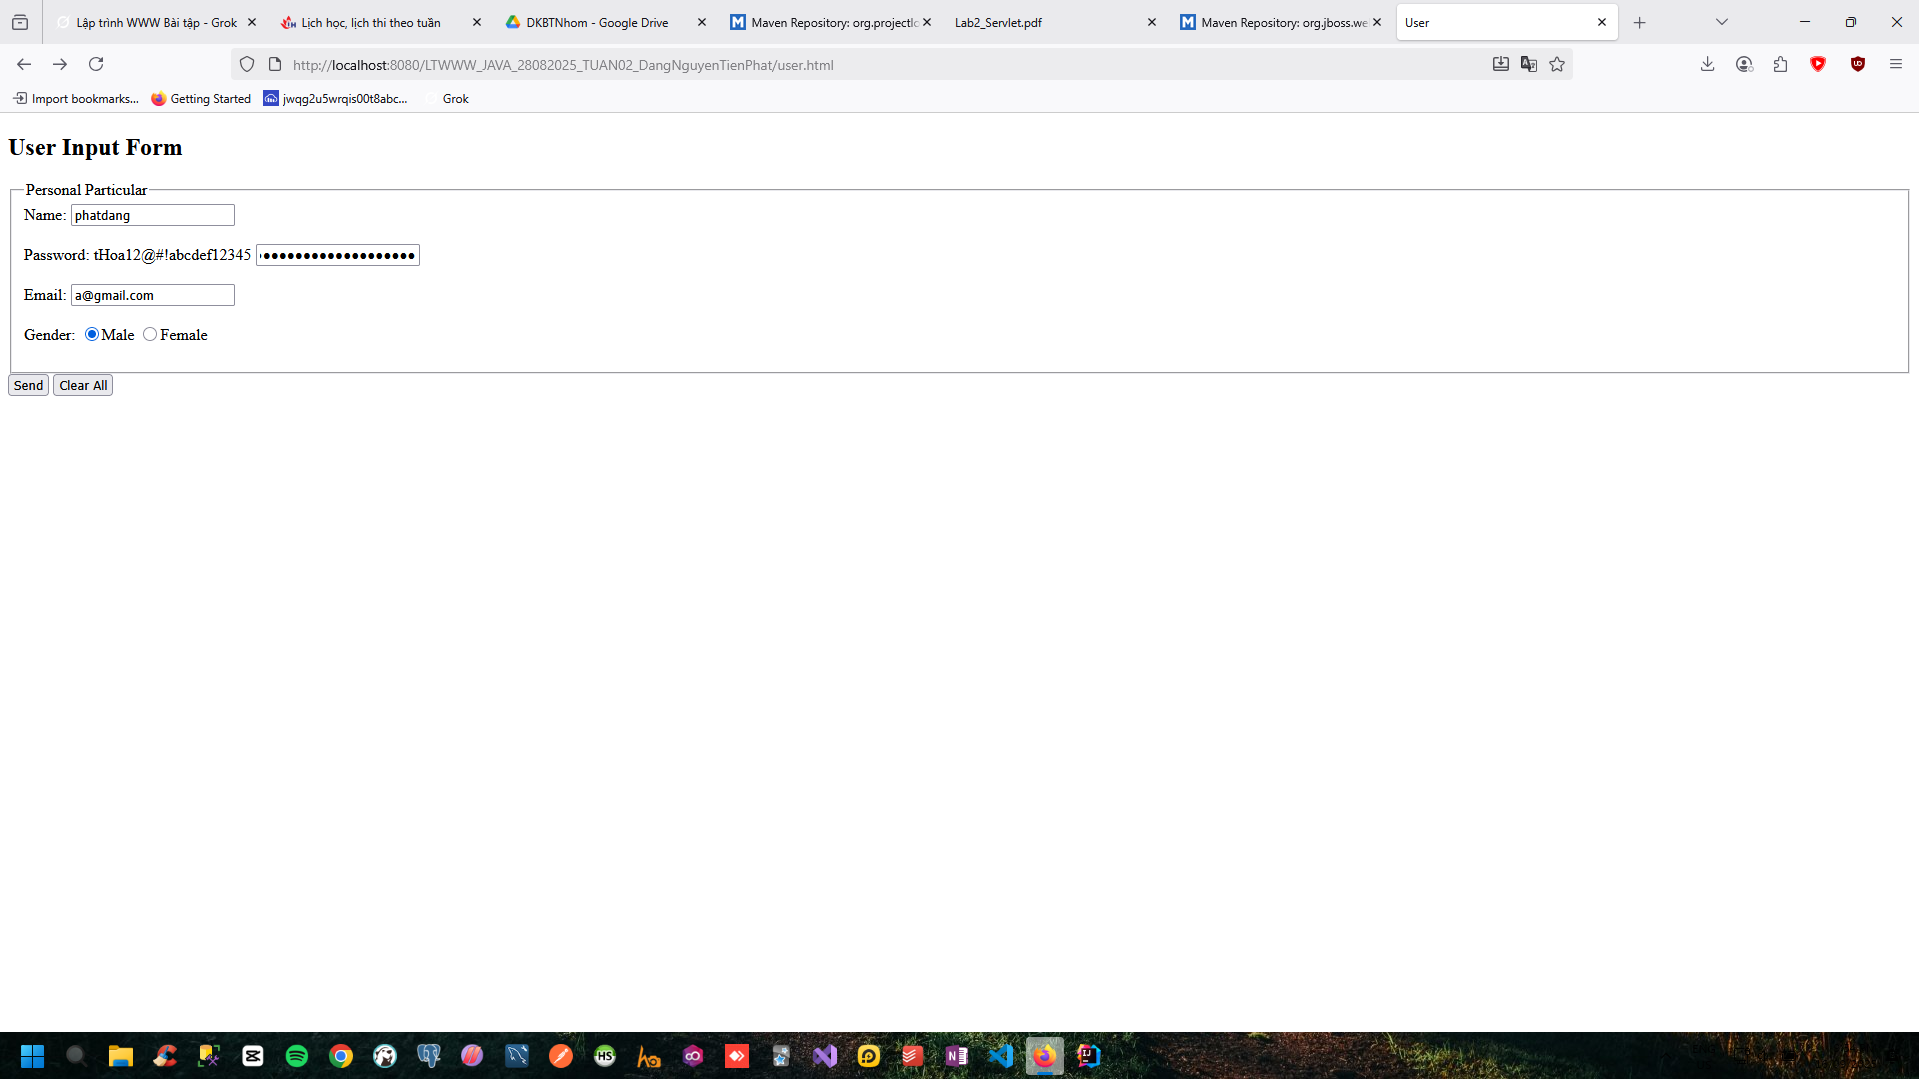 Lập trình WWW Bài tập - Grok
Lịch học, lịch thi theo tuần
DKBTNhom - Google Drive
Maven Repository: org.projectlo
Lab2_Servlet.pdf
Maven Repository: org.jboss.we
User
http://localhost:8080/LTWWW_JAVA_28082025_TUAN02_DangNguyenTienPhat/user.html
Import bookmarks...
Getting Started
jwqg2u5wrqis00t8abc...
Grok
User Input Form
Personal Particular
Name: phatdang
Password: tHoa12@#!abcdef12345
Email: a@gmail.com
Gender: Male Female
Send Clear All